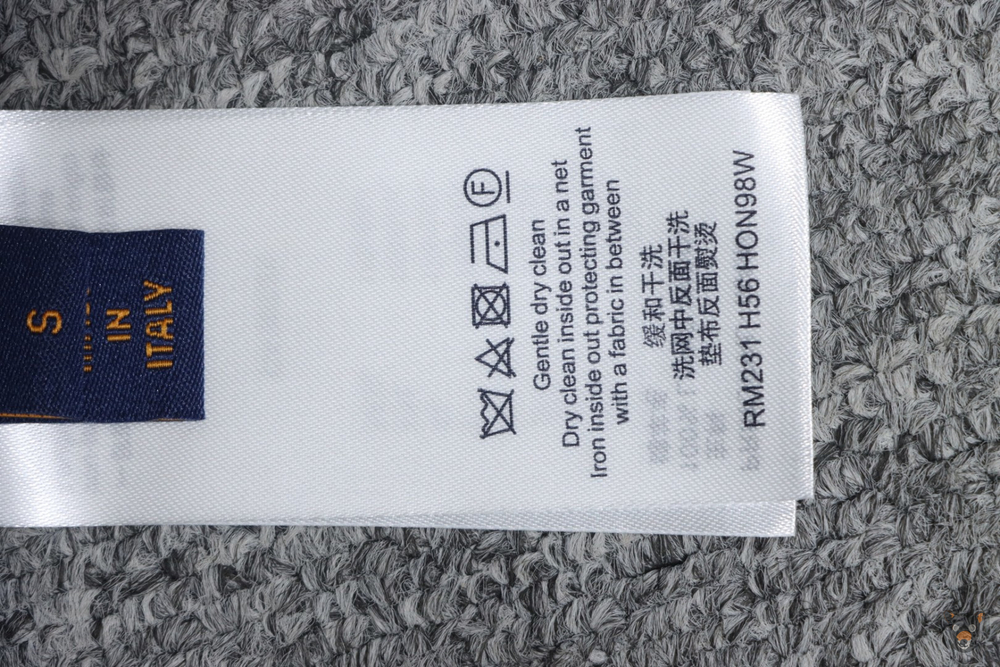 S
IN
ITALY
F
Gentle dry clean
Dry clean inside out in a net
Iron inside out protecting garment
with a fabric in between
缓和干洗
洗网中反面干洗
垫布反面熨烫
RM231 H56 HON98W